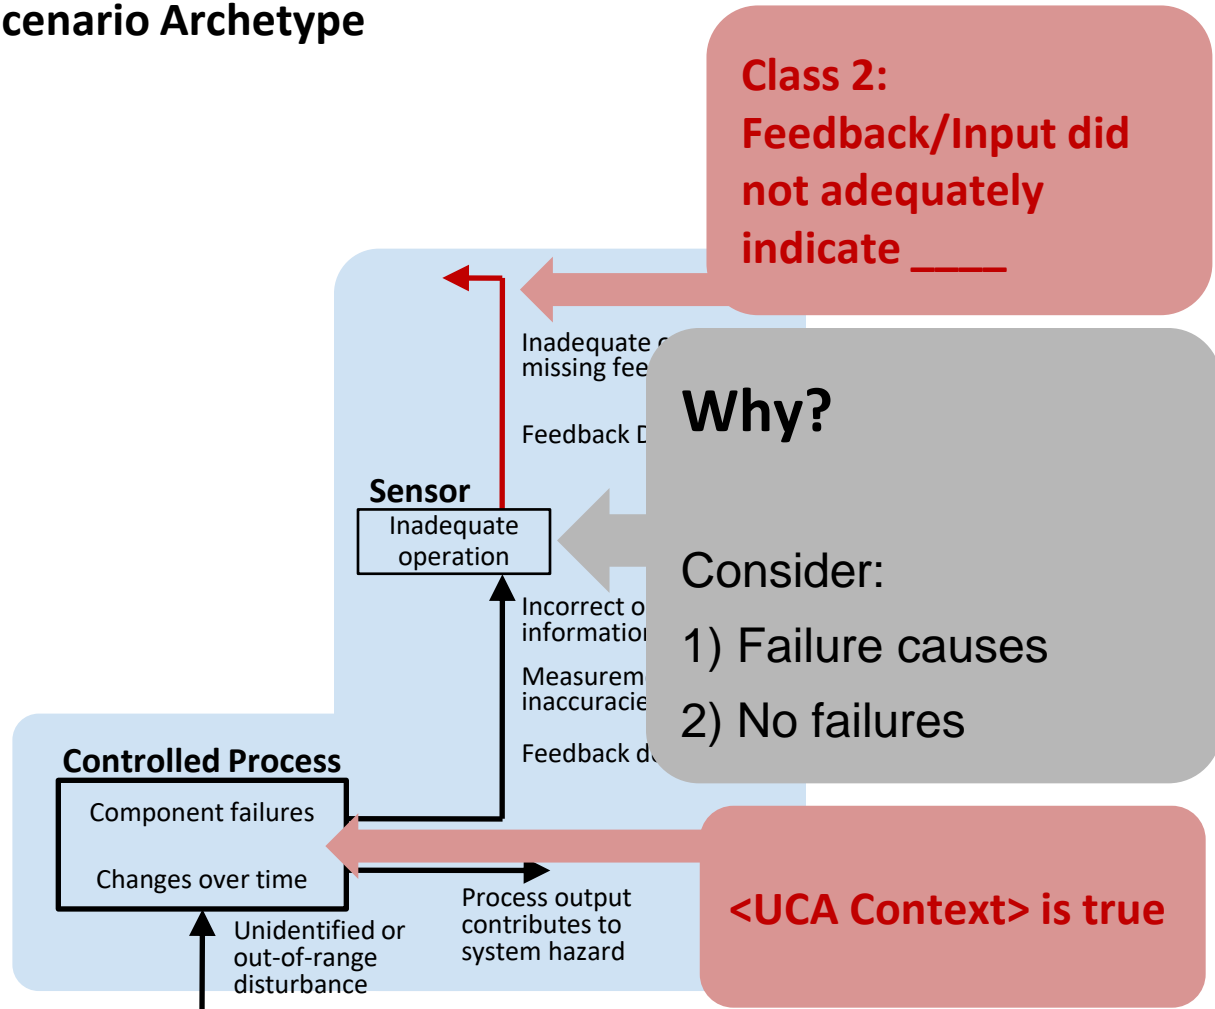 cenario Archetype
Class 2:
Feedback/Input did
not adequately
indicate ____
Inadequate
missing fee
Feedback D
Why?
Sensor
Inadequate
operation
Consider:
1) Failure causes
2) No failures
Incorrect o
information
Measurem
inaccuracie
Feedback d
Controlled Process
Component failures
Changes over time
Process output
contributes to
system hazard
Unidentified or
out-of-range
disturbance
<UCA Context> is true